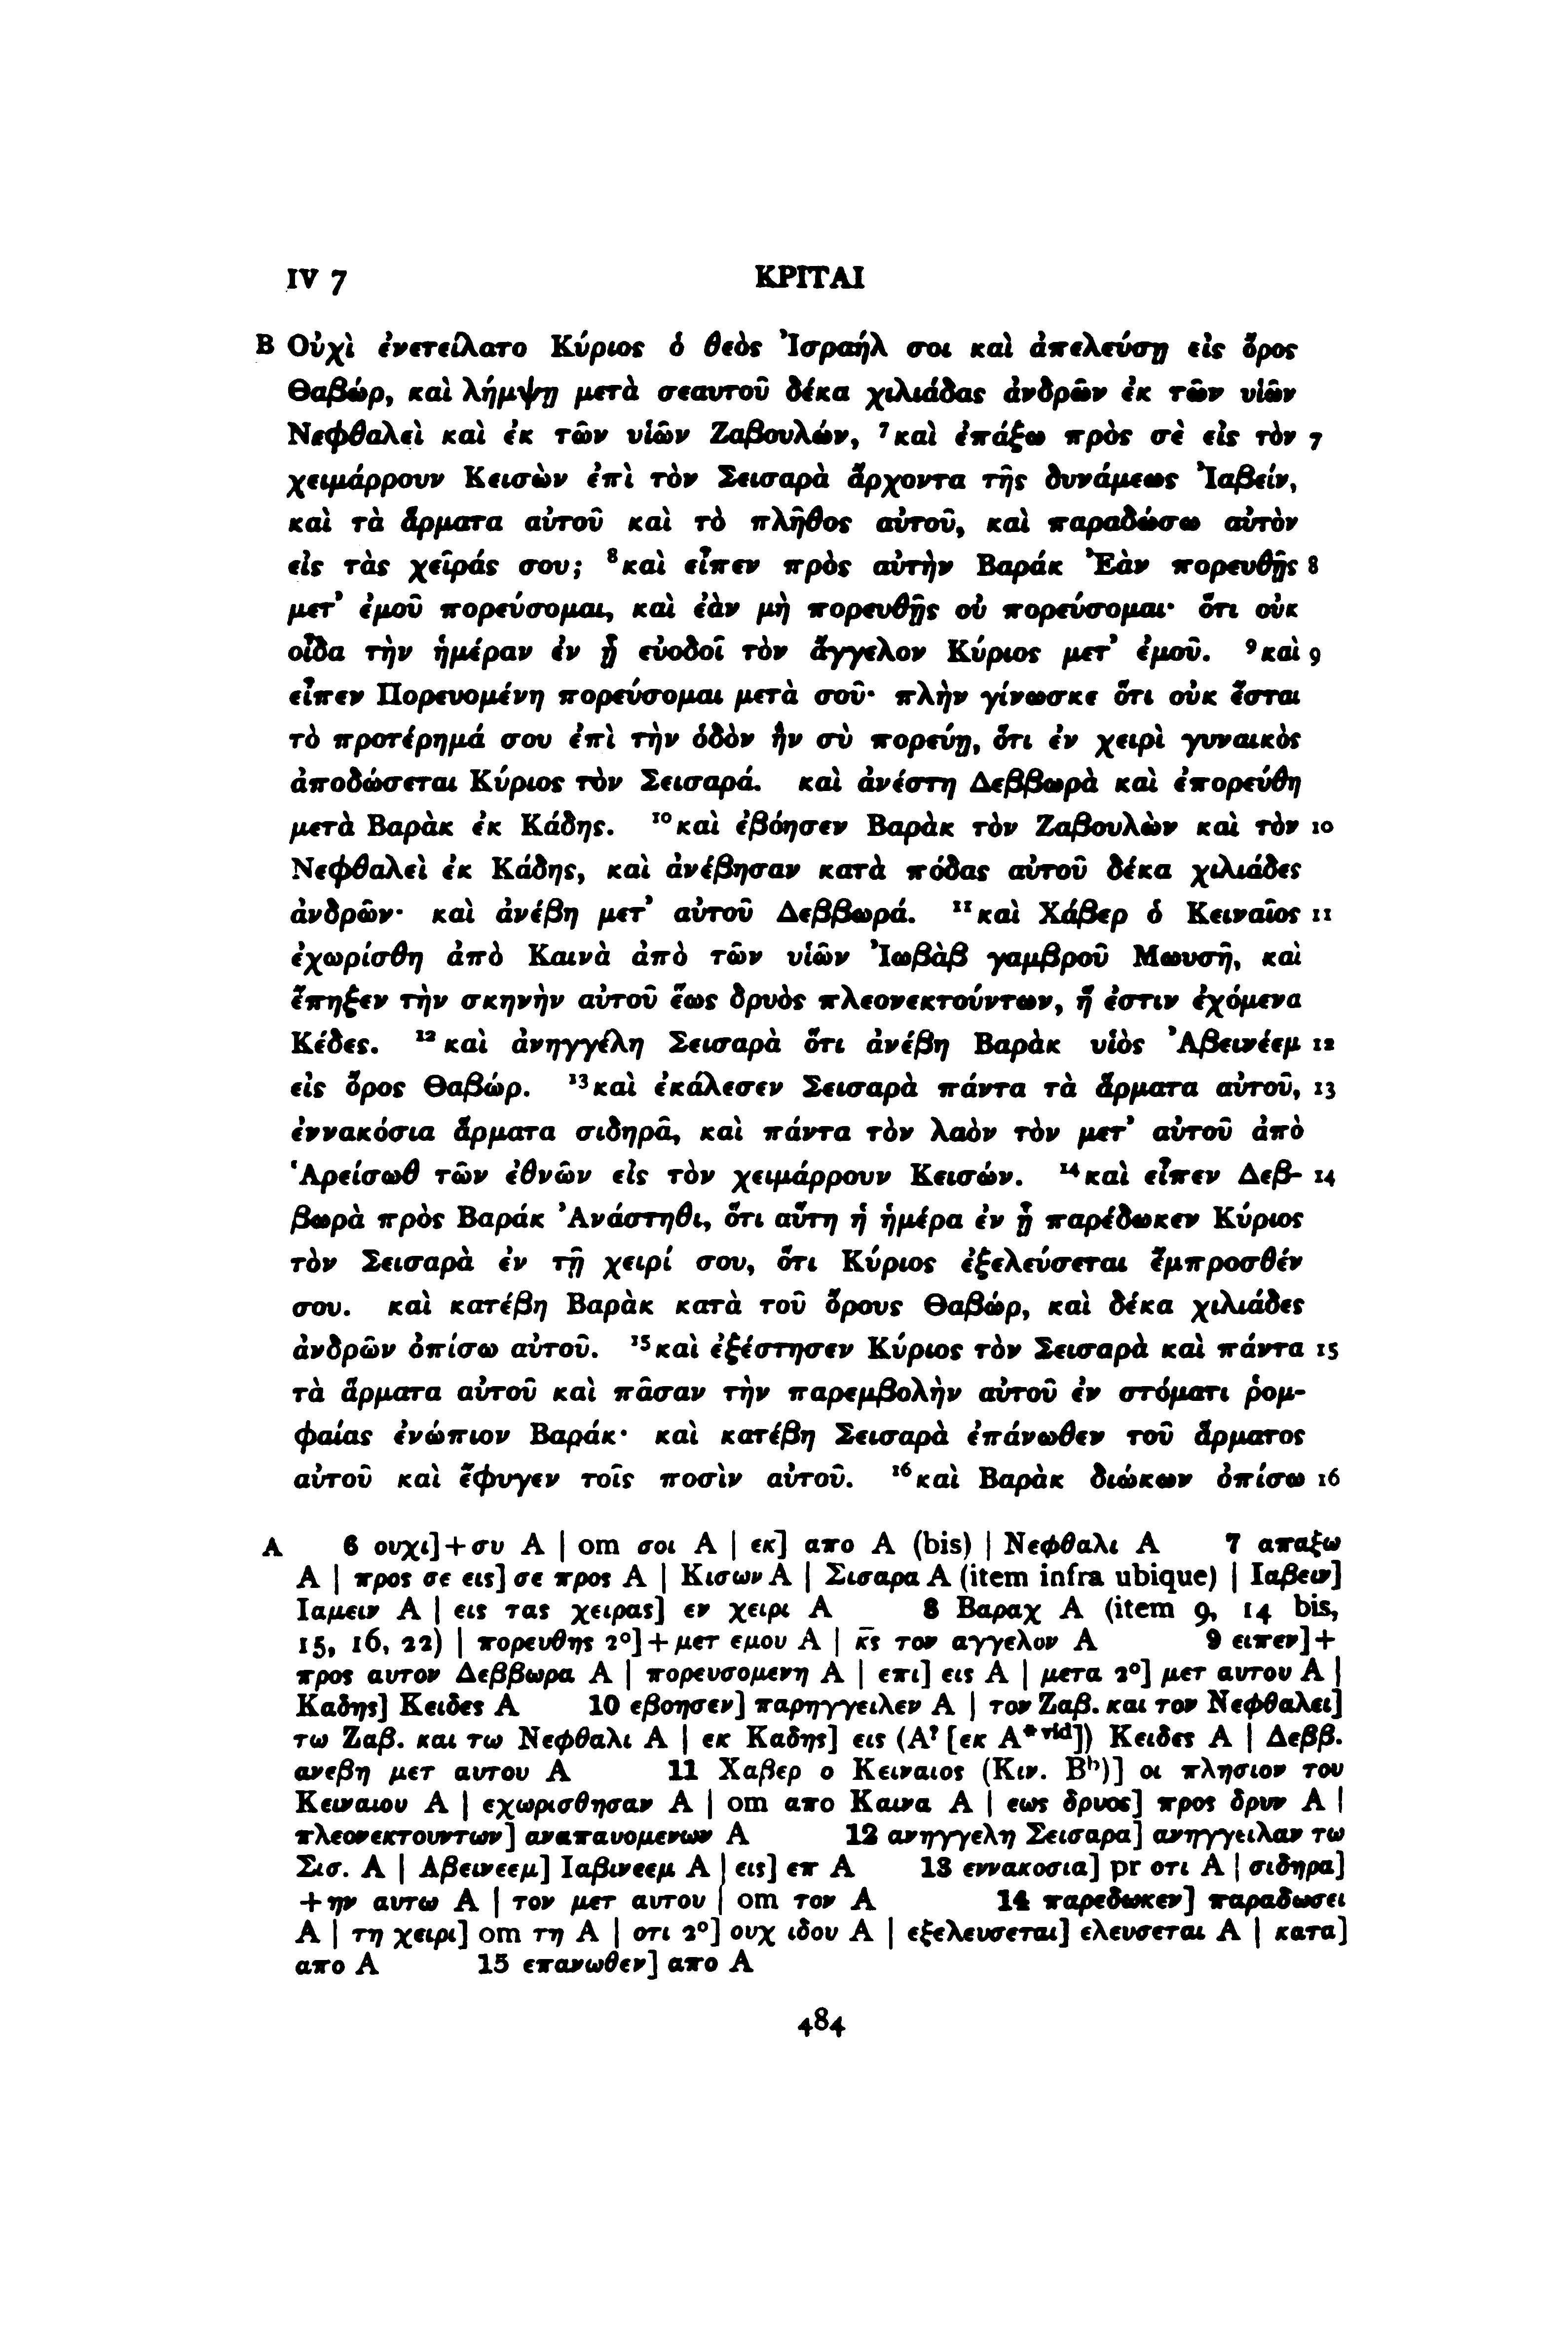 IV 7 ΚΡΙΤΑΙ
B Οὐχὶ ἐνετείλατο Κύριος ὁ θεὸς Ἰσραήλ σοι καὶ ἀπελεύσῃ εἰς ὄρος
Θαβώρ, καὶ λήμψῃ μετὰ σεαυτοῦ δέκα χιλιάδας ἀνδρῶν ἐκ τῶν υἱῶν
Νεφθαλεὶ καὶ ἐκ τῶν υἱῶν Ζαβουλών, ⁷καὶ ἐπάξω πρὸς σὲ εἰς τὸν 7
χειμάρρουν Κεισὼν ἐπὶ τὸν Σεισαρὰ ἄρχοντα τῆς δυνάμεως Ἰαβείν,
καὶ τὰ ἅρματα αὐτοῦ καὶ τὸ πλῆθος αὐτοῦ, καὶ παραδώσω αὐτὸν
εἰς τὰς χεῖράς σου; ⁸καὶ εἶπεν πρὸς αὐτὴν Βαράκ Ἐὰν πορευθῇς 8
μετ’ ἐμοῦ πορεύσομαι, καὶ ἐὰν μὴ πορευθῇς οὐ πορεύσομαι· ὅτι οὐκ
οἶδα τὴν ἡμέραν ἐν ᾗ εὐοδοῖ τὸν ἄγγελον Κύριος μετ’ ἐμοῦ. ⁹καὶ 9
εἶπεν Πορευομένη πορεύσομαι μετὰ σοῦ· πλὴν γίνωσκε ὅτι οὐκ ἔσται
τὸ προτέρημά σου ἐπὶ τὴν ὁδὸν ἣν σὺ πορεύῃ, ὅτι ἐν χειρὶ γυναικὸς
ἀποδώσεται Κύριος τὸν Σεισαρά. καὶ ἀνέστη Δεββωρὰ καὶ ἐπορεύθη
μετὰ Βαρὰκ ἐκ Κάδης. ¹⁰καὶ ἐβόησεν Βαρὰκ τὸν Ζαβουλὼν καὶ τὸν 10
Νεφθαλεὶ ἐκ Κάδης, καὶ ἀνέβησαν κατὰ πόδας αὐτοῦ δέκα χιλιάδες
ἀνδρῶν· καὶ ἀνέβη μετ’ αὐτοῦ Δεββωρά. ¹¹καὶ Χάβερ ὁ Κειναῖος 11
ἐχωρίσθη ἀπὸ Καινὰ ἀπὸ τῶν υἱῶν Ἰωβὰβ γαμβροῦ Μωυσῆ, καὶ
ἔπηξεν τὴν σκηνὴν αὐτοῦ ἕως δρυὸς πλεονεκτούντων, ἥ ἐστιν ἐχόμενα
Κέδες. ¹²καὶ ἀνηγγέλη Σεισαρὰ ὅτι ἀνέβη Βαρὰκ υἱὸς Ἀβεινέεμ 12
εἰς ὄρος Θαβώρ. ¹³καὶ ἐκάλεσεν Σεισαρὰ πάντα τὰ ἅρματα αὐτοῦ, 13
ἐννακόσια ἅρματα σιδηρᾶ, καὶ πάντα τὸν λαὸν τὸν μετ’ αὐτοῦ ἀπὸ
Ἁρείσωθ τῶν ἐθνῶν εἰς τὸν χειμάρρουν Κεισών. ¹⁴καὶ εἶπεν Δεβ- 14
βωρὰ πρὸς Βαράκ Ἀνάστηθι, ὅτι αὕτη ἡ ἡμέρα ἐν ᾗ παρέδωκεν Κύριος
τὸν Σεισαρὰ ἐν τῇ χειρί σου, ὅτι Κύριος ἐξελεύσεται ἔμπροσθέν
σου. καὶ κατέβη Βαρὰκ κατὰ τοῦ ὄρους Θαβώρ, καὶ δέκα χιλιάδες
ἀνδρῶν ὀπίσω αὐτοῦ. ¹⁵καὶ ἐξέστησεν Κύριος τὸν Σεισαρὰ καὶ πάντα 15
τὰ ἅρματα αὐτοῦ καὶ πᾶσαν τὴν παρεμβολὴν αὐτοῦ ἐν στόματι ῥομ-
φαίας ἐνώπιον Βαράκ· καὶ κατέβη Σεισαρὰ ἐπάνωθεν τοῦ ἅρματος
αὐτοῦ καὶ ἔφυγεν τοῖς ποσὶν αὐτοῦ. ¹⁶καὶ Βαρὰκ διώκων ὀπίσω 16
A 6 ουχι]+συ A | om σοι A | εκ] απο A (bis) | Νεφθαλι A 7 απαξω
A | προς σε εις] σε προς A | Κισων A | Σισαρα A (item infra ubique) | Ιαβειν]
Ιαμειν A | εις τας χειρας] εν χειρι A 8 Βαραχ A (item 9, 14 bis,
15, 16, 22) | πορευθης 2°]+μετ εμου A | κ̅ς̅ τον αγγελον A 9 ειπεν]+
προς αυτον Δεββωρα A | πορευσομενη A | επι] εις A | μετα 2°] μετ αυτου A |
Καδης] Κειδες A 10 εβοησεν] παρηγγειλεν A | τον Ζαβ. και τον Νεφθαλει]
τω Ζαβ. και τω Νεφθαλι A | εκ Καδης] εις (A? [εκ A*vid]) Κειδες A | Δεββ.
ανεβη μετ αυτου A 11 Χαβερ ο Κειναιος (Κιν. Bb)] οι πλησιον του
Κειναιου A | εχωρισθησαν A | om απο Καινα A | εως δρυος] προς δρυν A |
πλεονεκτουντων] αναπαυομενων A 12 ανηγγελη Σεισαρα] ανηγγειλαν τω
Σισ. A | Αβεινεεμ] Ιαβινεεμ A | εις] επ A 13 εννακοσια] pr οτι A | σιδηρα]
+ην αυτω A | τον μετ αυτου | om τον A 14 παρεδωκεν] παραδωσει
A | τη χειρι] om τη A | οτι 2°] ουχ ιδου A | εξελευσεται] ελευσεται A | κατα]
απο A 15 επανωθεν] απο A
484